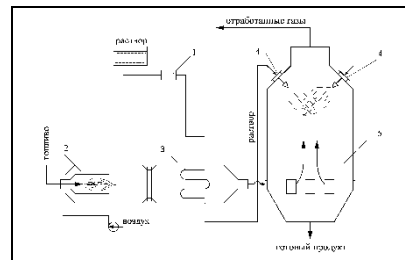 отработанные газы
раствор
1
4
4
топливо
2
3
раствор
5
воздух
готовый продукт